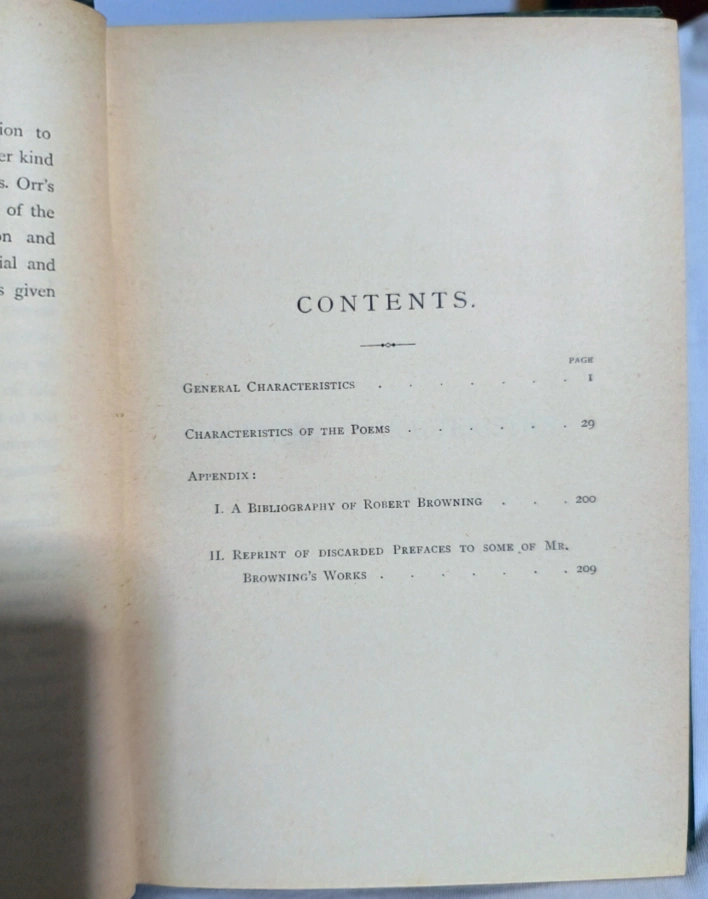 ion to
er kind
s. Orr's
of the
on and
ial and
s given
CONTENTS.
PAGE
GENERAL CHARACTERISTICS . . . . . . . 1
CHARACTERISTICS OF THE POEMS . . . . . . 29
APPENDIX:
I. A BIBLIOGRAPHY OF ROBERT BROWNING . . . 200
II. REPRINT OF DISCARDED PREFACES TO SOME OF MR.
BROWNING'S WORKS . . . . . . . 209